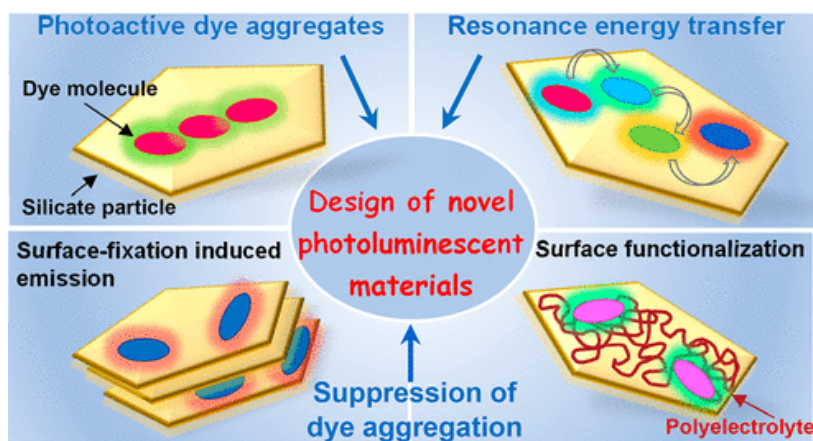 Photoactive dye aggregates
Resonance energy transfer
Dye molecule
Silicate particle
Design of novel
photoluminescent
materials
Surface-fixation induced
emission
Surface functionalization
Suppression of
dye aggregation
Polyelectrolyte